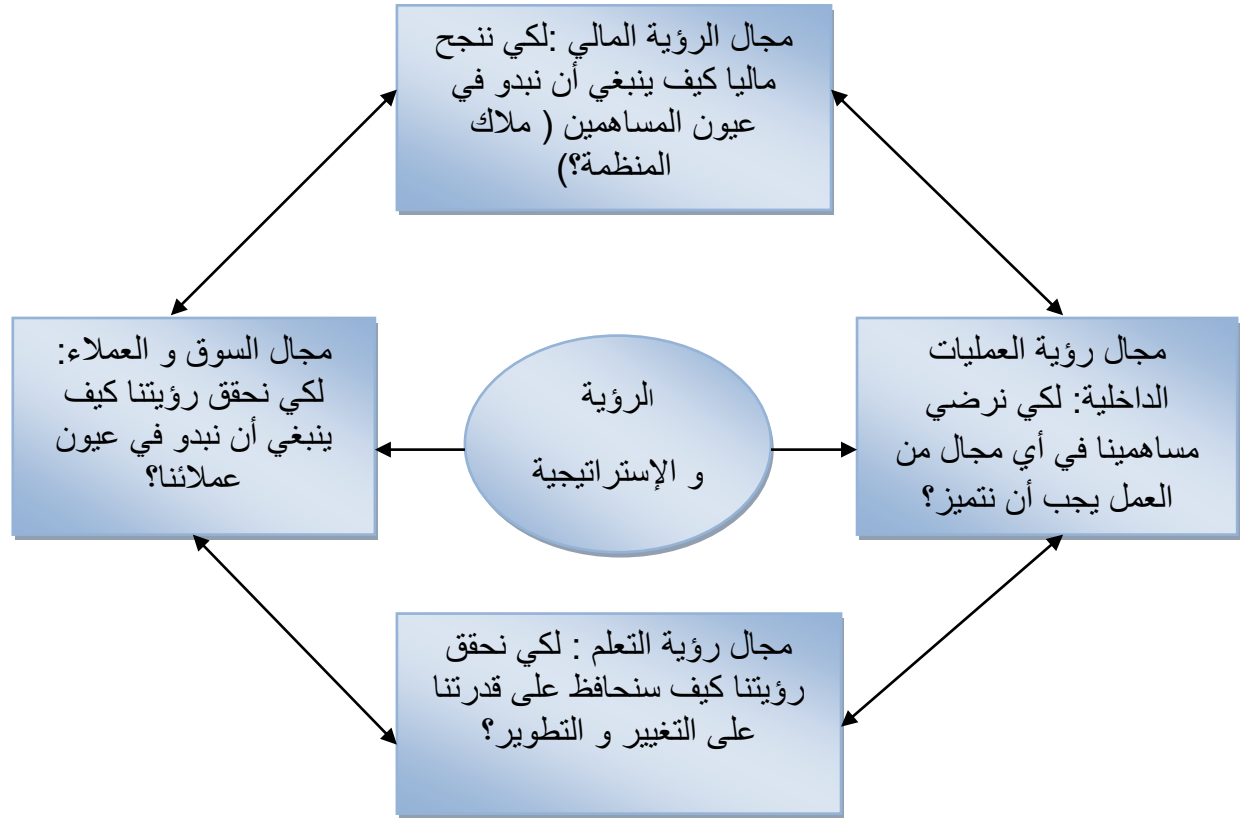 مجال الرؤية المالي :لكي ننجح
ماليا كيف ينبغي أن نبدو في
عيون المساهمين ( ملاك
المنظمة؟)
مجال رؤية العمليات
الداخلية: لكي نرضي
مساهمينا في أي مجال من
العمل يجب أن نتميز؟
الرؤية
و الإستراتيجية
مجال السوق و العملاء:
لكي نحقق رؤيتنا كيف
ينبغي أن نبدو في عيون
عملائنا؟
مجال رؤية التعلم : لكي نحقق
رؤيتنا كيف سنحافظ على قدرتنا
على التغيير و التطوير؟